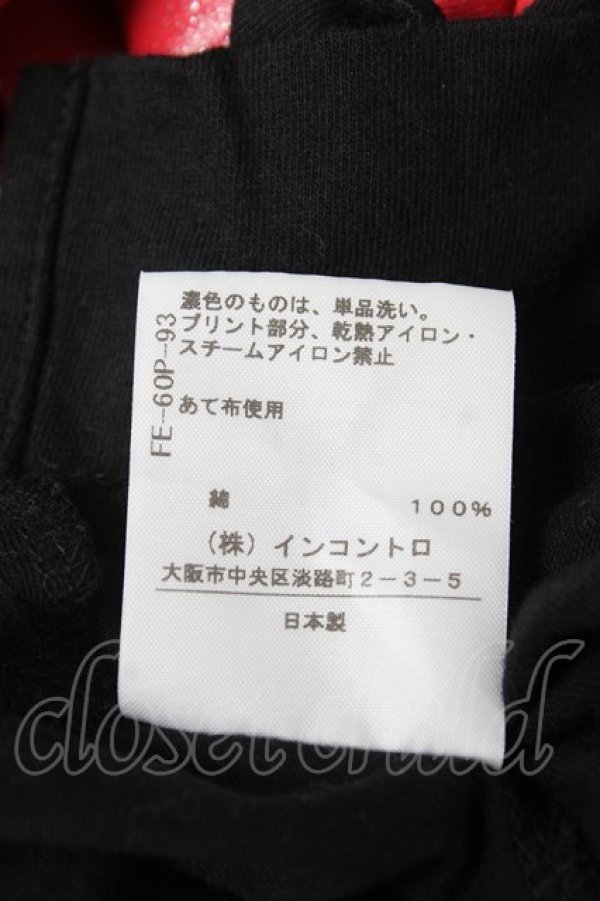 濃色のものは、単品洗い。
プリント部分、乾熱アイロン・
スチームアイロン禁止
あて布使用
FE-60P-93
綿 100%
(株)インコントロ
大阪市中央区淡路町2-3-5
日本製
closet child